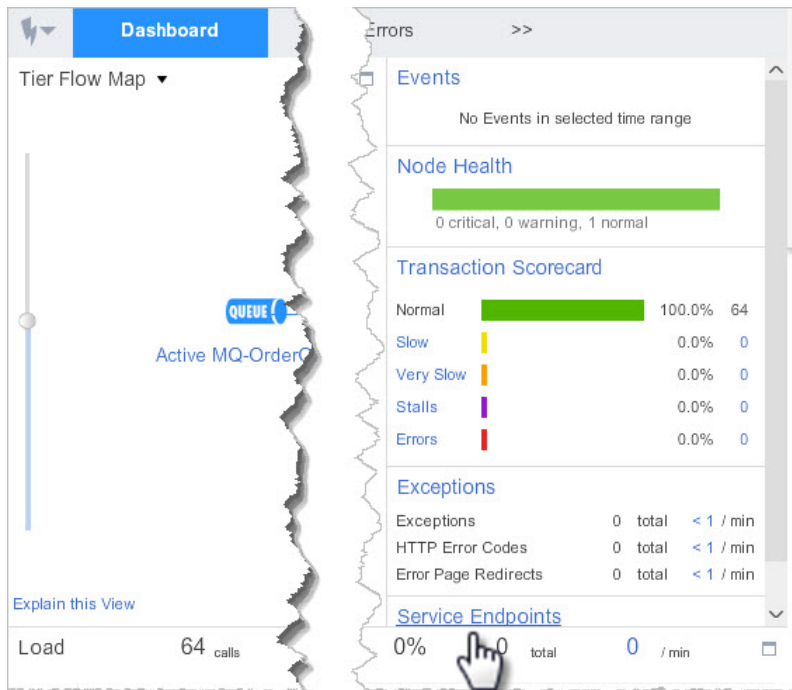 Dashboard
Errors >>
Tier Flow Map
Events
No Events in selected time range
Node Health
0 critical, 0 warning, 1 normal
Transaction Scorecard
Normal 100.0% 64
Slow 0.0% 0
Very Slow 0.0% 0
Stalls 0.0% 0
Errors 0.0% 0
QUEUE
Active MQ-Order
Exceptions
Exceptions 0 total < 1 / min
HTTP Error Codes 0 total < 1 / min
Error Page Redirects 0 total < 1 / min
Explain this View
Service Endpoints
Load 64 calls
0% 0 total 0 / min